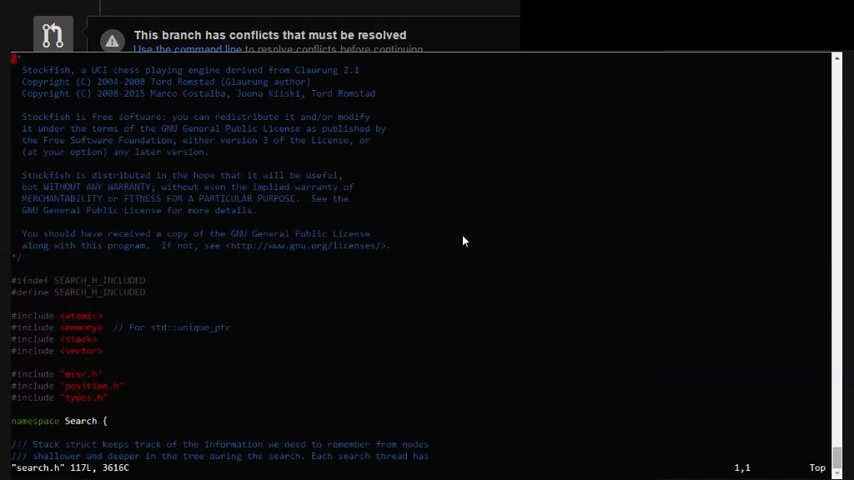 This branch has conflicts that must be resolved
Use the command line to resolve conflicts before continuing.
/*
Stockfish, a UCI chess playing engine derived from Glaurung 2.1
Copyright (C) 2004-2008 Tord Romstad (Glaurung author)
Copyright (C) 2008-2015 Marco Costalba, Joona Kiiski, Tord Romstad
Stockfish is free software: you can redistribute it and/or modify
it under the terms of the GNU General Public License as published by
the Free Software Foundation, either version 3 of the License, or
(at your option) any later version.
Stockfish is distributed in the hope that it will be useful,
but WITHOUT ANY WARRANTY; without even the implied warranty of
MERCHANTABILITY or FITNESS FOR A PARTICULAR PURPOSE.  See the
GNU General Public License for more details.
You should have received a copy of the GNU General Public License
along with this program.  If not, see <http://www.gnu.org/licenses/>.
*/
#ifndef SEARCH_H_INCLUDED
#define SEARCH_H_INCLUDED
#include <atomic>
#include <memory>  // For std::unique_ptr
#include <stack>
#include <vector>
#include "misc.h"
#include "position.h"
#include "types.h"
namespace Search {
/// Stack struct keeps track of the information we need to remember from nodes
/// shallower and deeper in the tree during the search. Each search thread has
"search.h" 117L, 3616C 1,1 Top